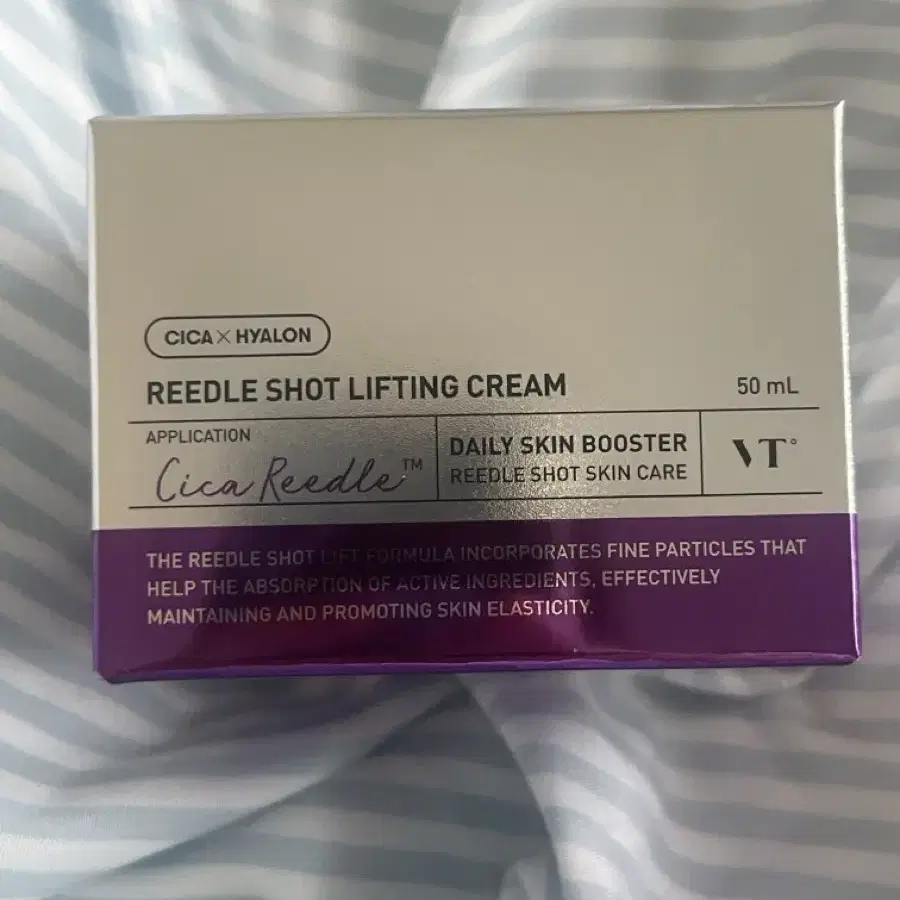 CICA×HYALON
REEDLE SHOT LIFTING CREAM
50 mL
APPLICATION
Cica Reedle™
DAILY SKIN BOOSTER
REEDLE SHOT SKIN CARE
VT°
THE REEDLE SHOT LIFT FORMULA INCORPORATES FINE PARTICLES THAT
HELP THE ABSORPTION OF ACTIVE INGREDIENTS, EFFECTIVELY
MAINTAINING AND PROMOTING SKIN ELASTICITY.